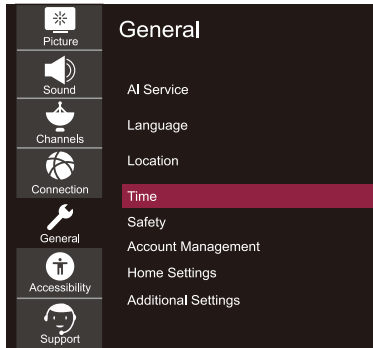 Picture
Sound
Channels
Connection
General
Accessibility
Support
General
AI Service
Language
Location
Time
Safety
Account Management
Home Settings
Additional Settings